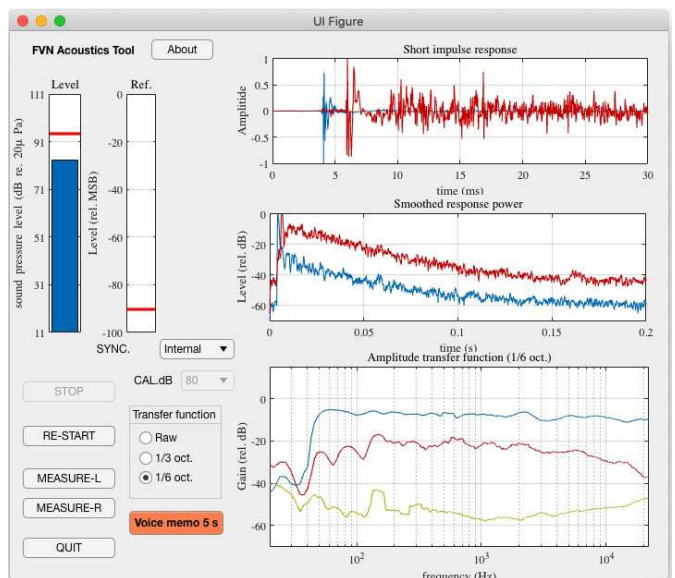 UI Figure
FVN Acoustics Tool
About
Level
Ref.
111
91
71
51
31
11
sound pressure level (dB re. 20μ Pa)
0
-20
-40
-60
-80
-100
Level (rel. MSB)
SYNC.
Internal
CAL.dB
80
STOP
RE-START
MEASURE-L
MEASURE-R
QUIT
Transfer function
Raw
1/3 oct.
1/6 oct.
Voice memo 5 s
Short impulse response
1
0.5
0
-0.5
-1
Amplitide
0 5 10 15 20 25 30
time (ms)
Smoothed response power
0
-20
-40
-60
Level (rel. dB)
0 0.05 0.1 0.15 0.2
time (s)
Amplitude transfer function (1/6 oct.)
0
-20
-40
-60
Gain (rel. dB)
10² 10³ 10⁴
frequency (Hz)